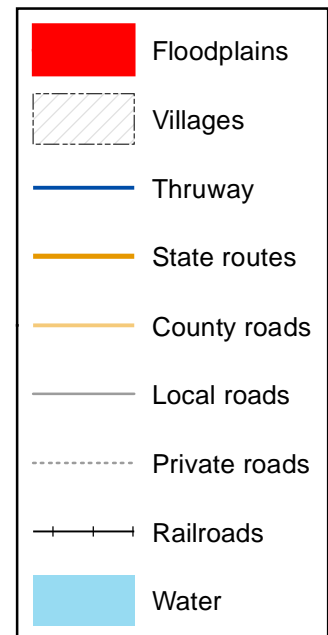 Floodplains
Villages
Thruway
State routes
County roads
Local roads
Private roads
Railroads
Water